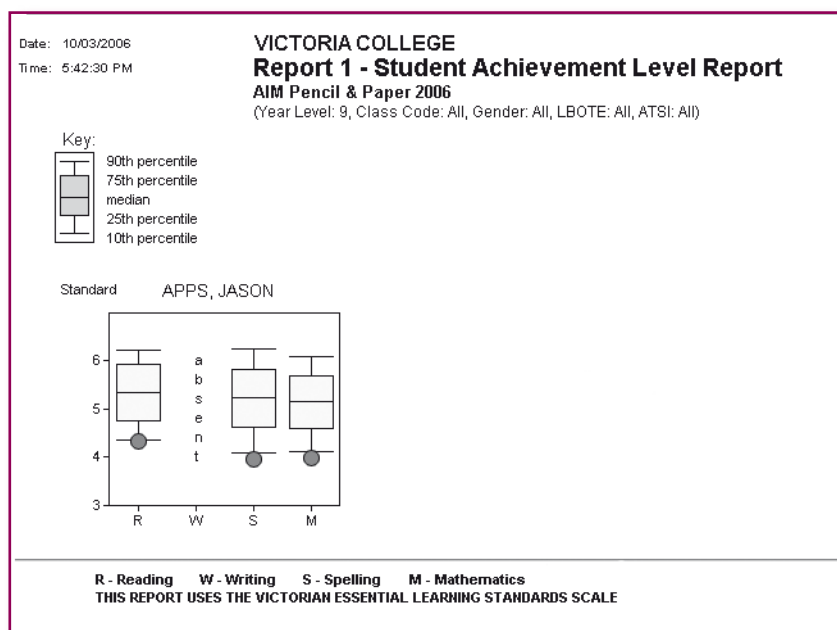 Date: 10/03/2006
Time: 5:42:30 PM
VICTORIA COLLEGE
Report 1 - Student Achievement Level Report
AIM Pencil & Paper 2006
(Year Level: 9, Class Code: All, Gender: All, LBOTE: All, ATSI: All)
Key:
90th percentile
75th percentile
median
25th percentile
10th percentile
Standard APPS, JASON
6
5
4
3
a
b
s
e
n
t
R W S M
R - Reading W - Writing S - Spelling M - Mathematics
THIS REPORT USES THE VICTORIAN ESSENTIAL LEARNING STANDARDS SCALE